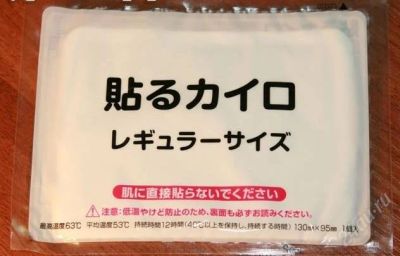 貼るカイロ
レギュラーサイズ
肌に直接貼らないでください
⚠注意:低温やけど防止のため、裏面も必ずお読みください。
最高温度63℃ 平均温度53℃ 持続時間12時間(40℃以上を保持し、持続する時間) 130mm×95mm 1個入